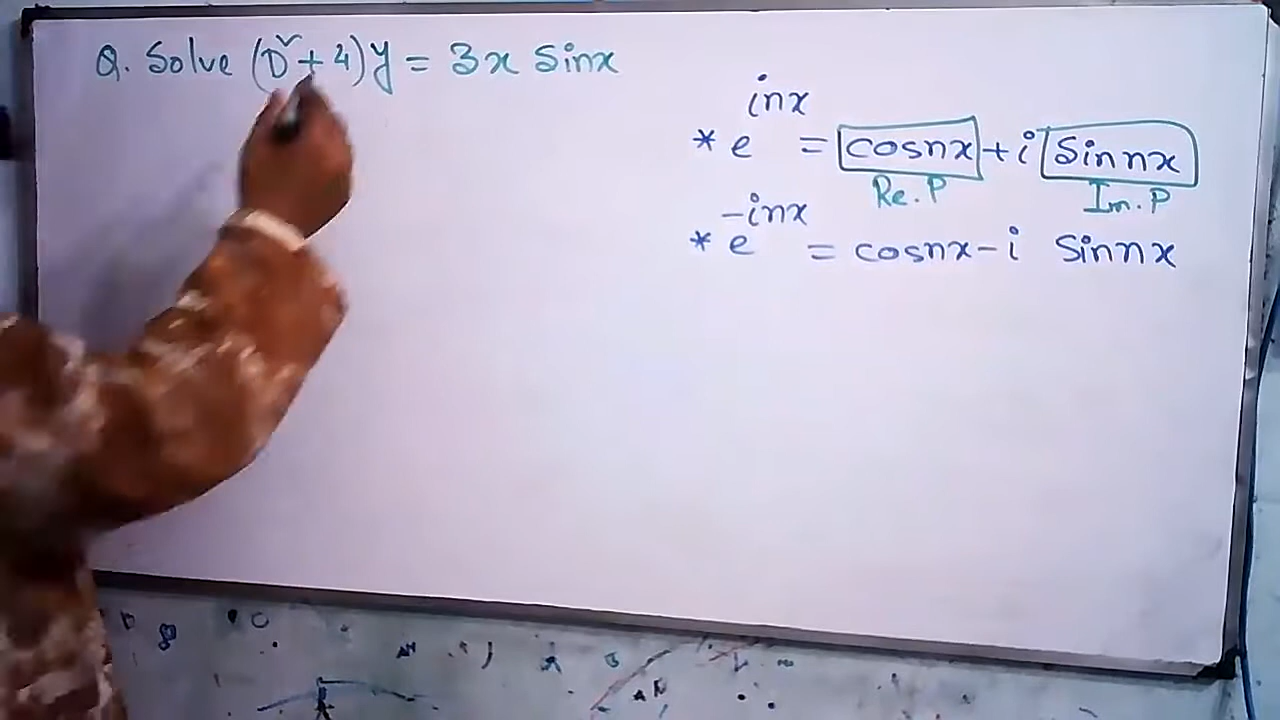 Q. Solve (D² + 4)y = 3x Sinx
* e^inx = cosnx + i Sinnx
Re.P Im.P
* e^-inx = cosnx - i Sinnx